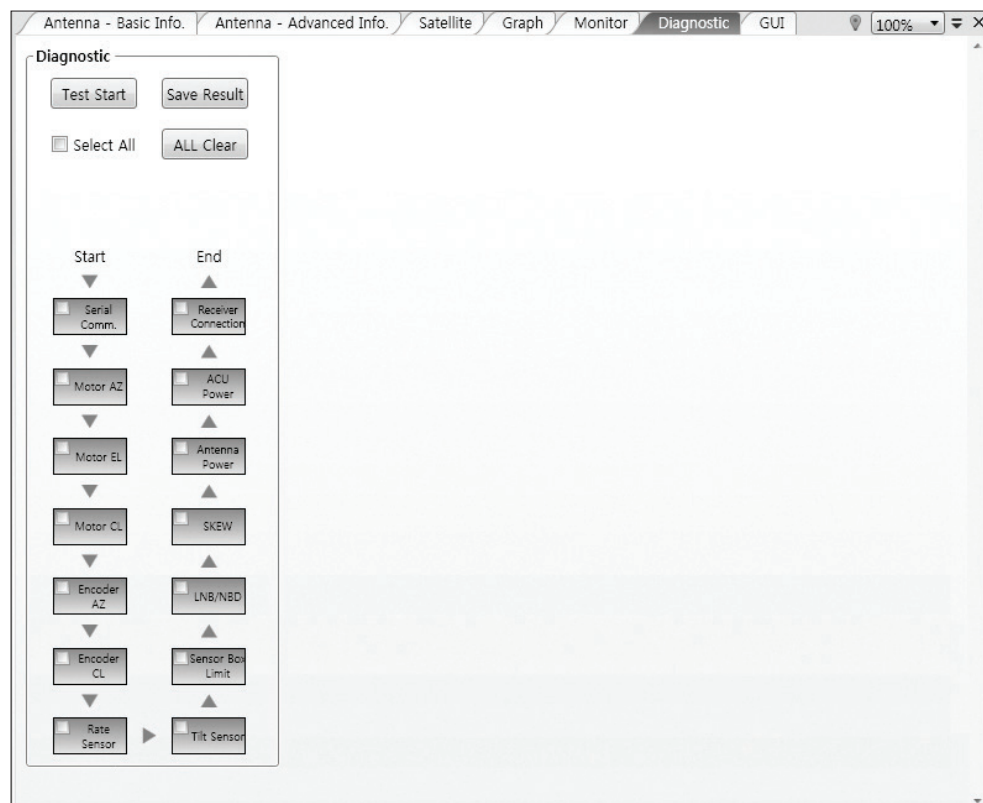 Antenna - Basic Info. Antenna - Advanced Info. Satellite Graph Monitor Diagnostic GUI 100%
Diagnostic
Test Start Save Result
Select All ALL Clear
Start End
Serial
Comm.
Receiver
Connection
Motor AZ
ACU
Power
Motor EL
Antenna
Power
Motor CL
SKEW
Encoder
AZ
LNB/NBD
Encoder
CL
Sensor Box
Limit
Rate
Sensor
Tilt Sensor